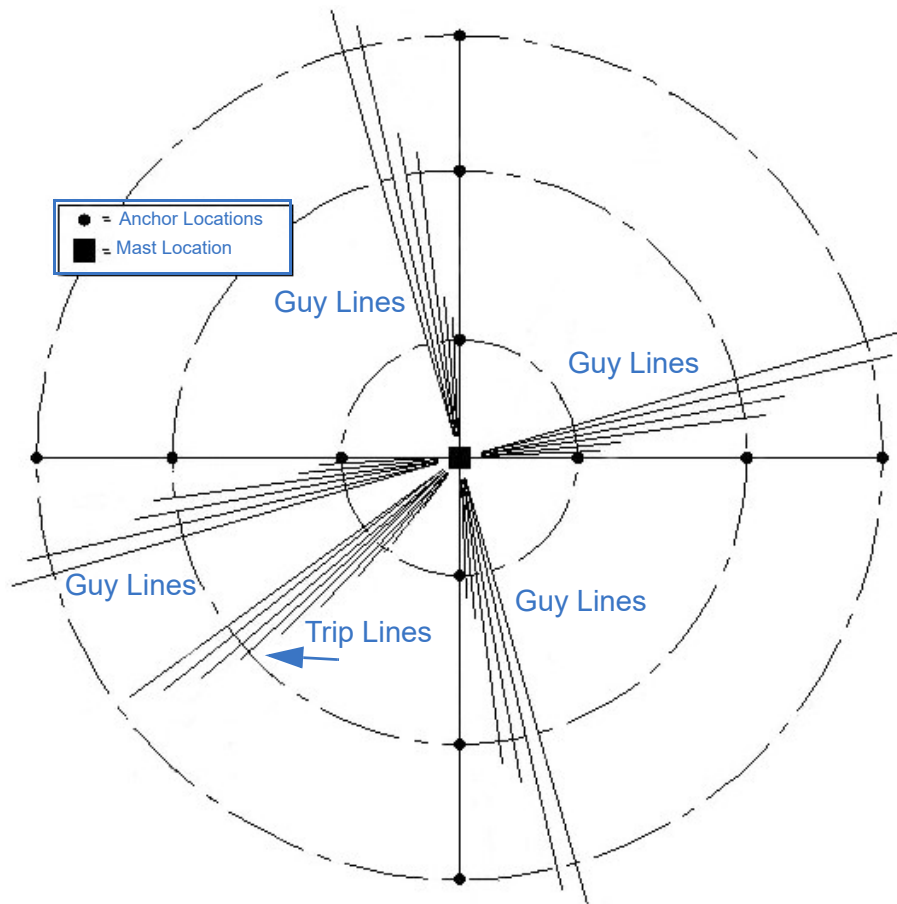 = Anchor Locations
= Mast Location
Guy Lines
Guy Lines
Guy Lines
Guy Lines
Trip Lines